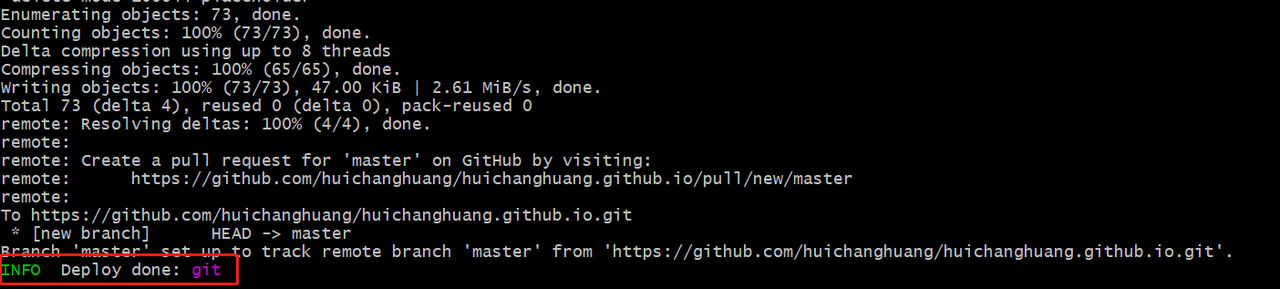 Enumerating objects: 73, done.
Counting objects: 100% (73/73), done.
Delta compression using up to 8 threads
Compressing objects: 100% (65/65), done.
Writing objects: 100% (73/73), 47.00 KiB | 2.61 MiB/s, done.
Total 73 (delta 4), reused 0 (delta 0), pack-reused 0
remote: Resolving deltas: 100% (4/4), done.
remote:
remote: Create a pull request for 'master' on GitHub by visiting:
remote:      https://github.com/huichanghuang/huichanghuang.github.io/pull/new/master
remote:
To https://github.com/huichanghuang/huichanghuang.github.io.git
 * [new branch]      HEAD -> master
Branch 'master' set up to track remote branch 'master' from 'https://github.com/huichanghuang/huichanghuang.github.io.git'.
INFO  Deploy done: git